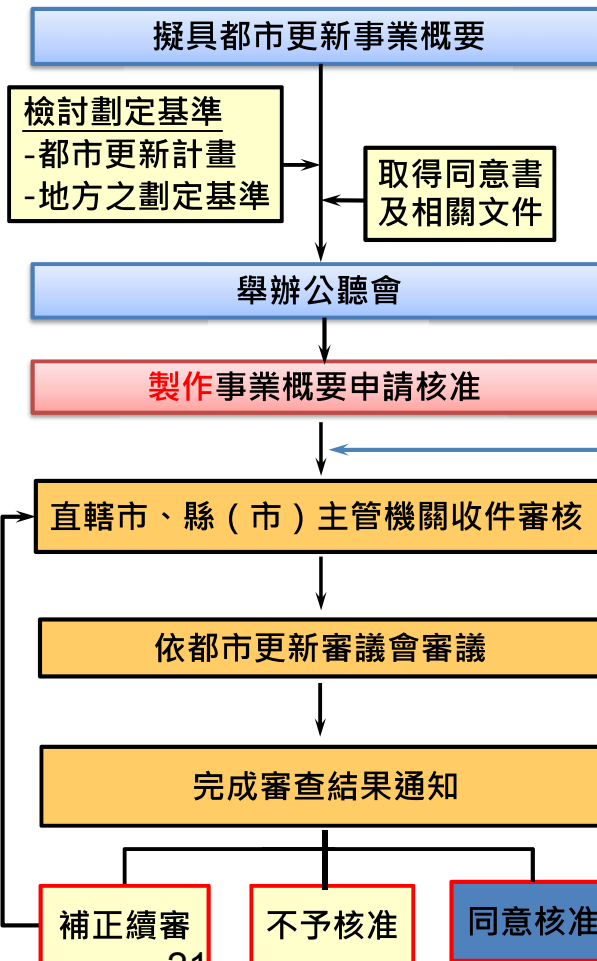 擬具都市更新事業概要
檢討劃定基準
-都市更新計畫
-地方之劃定基準
取得同意書
及相關文件
舉辦公聽會
製作事業概要申請核准
直轄市、縣（市）主管機關收件審核
依都市更新審議會審議
完成審查結果通知
補正續審
不予核准
同意核准
21